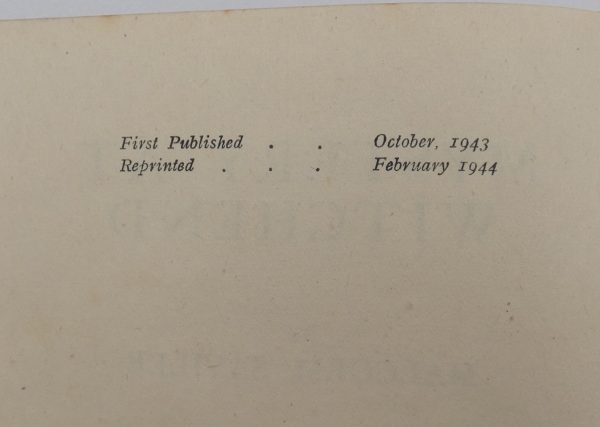 First Published . . October, 1943
Reprinted . . . February 1944